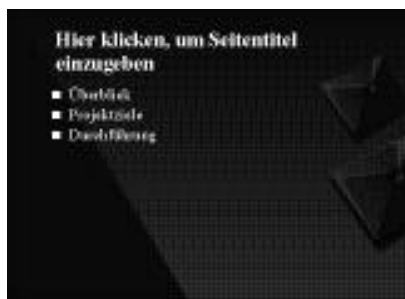 Hier klicken, um Seitentitel
einzugeben
Überblick
Projektziele
Durchführung